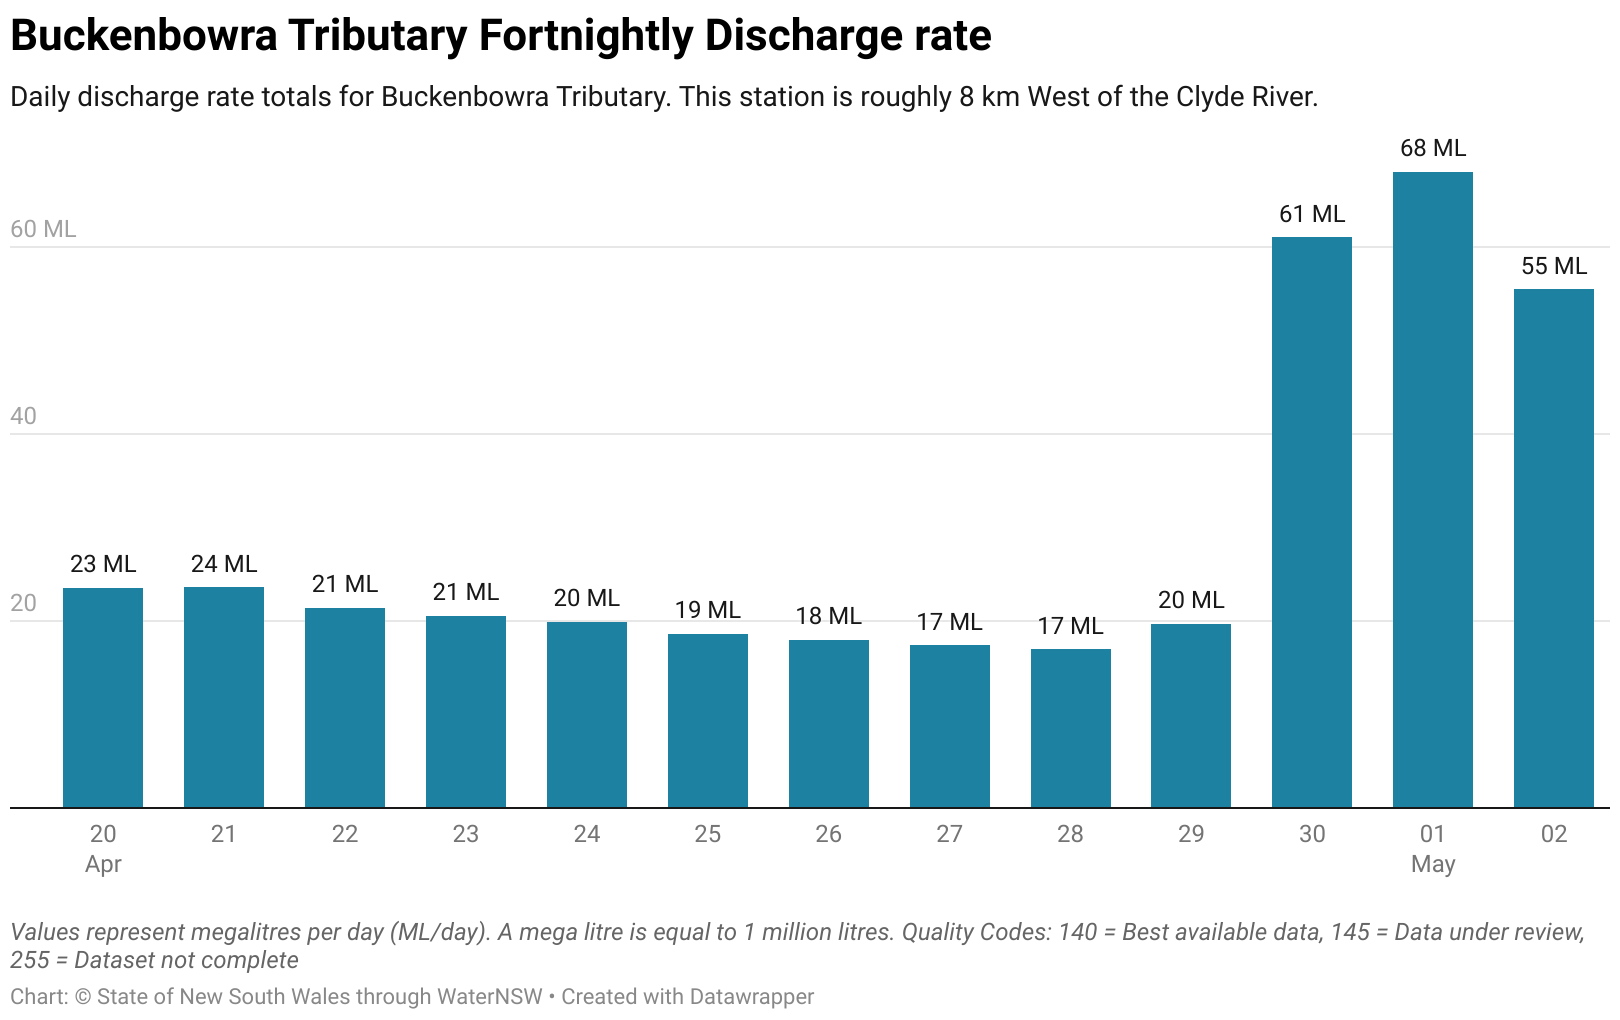 Buckenbowra Tributary Fortnightly Discharge rate
Daily discharge rate totals for Buckenbowra Tributary. This station is roughly 8 km West of the Clyde River.
60 ML
40
20
23 ML
24 ML
21 ML
21 ML
20 ML
19 ML
18 ML
17 ML
17 ML
20 ML
61 ML
68 ML
55 ML
20 21 22 23 24 25 26 27 28 29 30 01 02
Apr May
Values represent megalitres per day (ML/day). A mega litre is equal to 1 million litres. Quality Codes: 140 = Best available data, 145 = Data under review,
255 = Dataset not complete
Chart: © State of New South Wales through WaterNSW • Created with Datawrapper